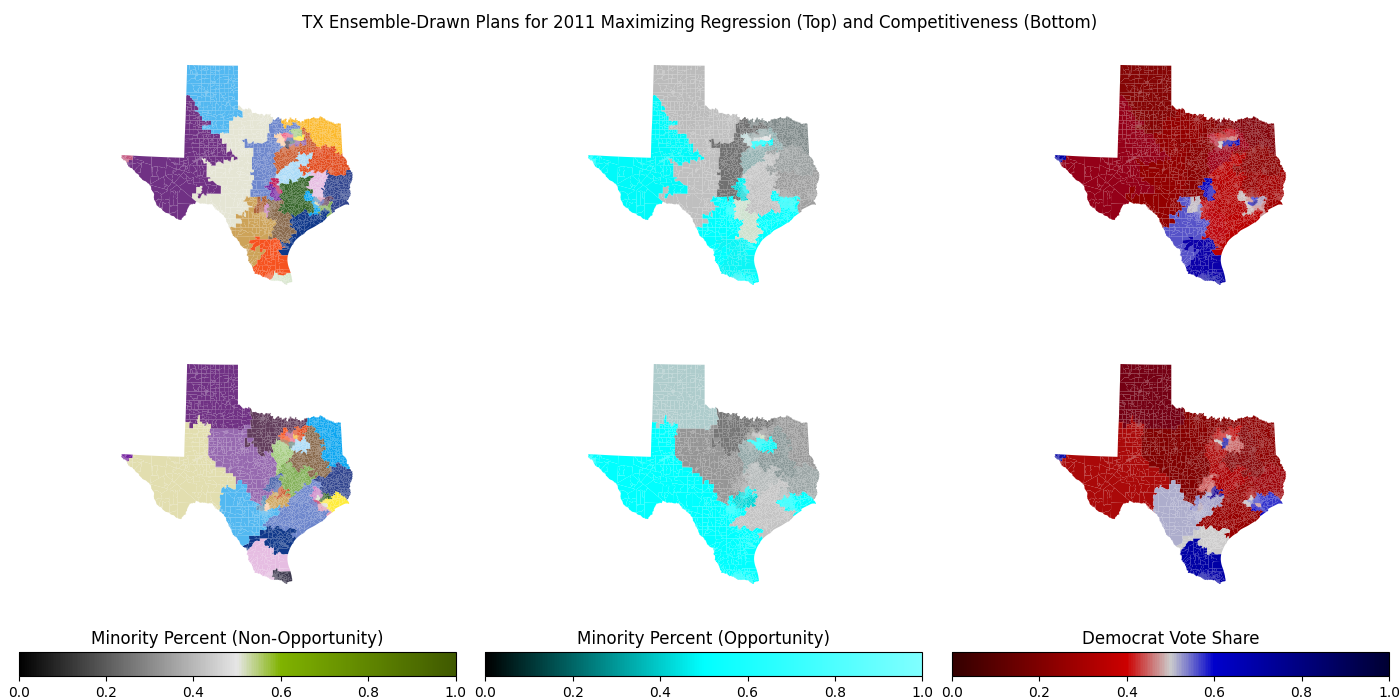 TX Ensemble-Drawn Plans for 2011 Maximizing Regression (Top) and Competitiveness (Bottom)
Minority Percent (Non-Opportunity)
0.0 0.2 0.4 0.6 0.8 1.0
Minority Percent (Opportunity)
0.0 0.2 0.4 0.6 0.8 1.0
Democrat Vote Share
0.0 0.2 0.4 0.6 0.8 1.0